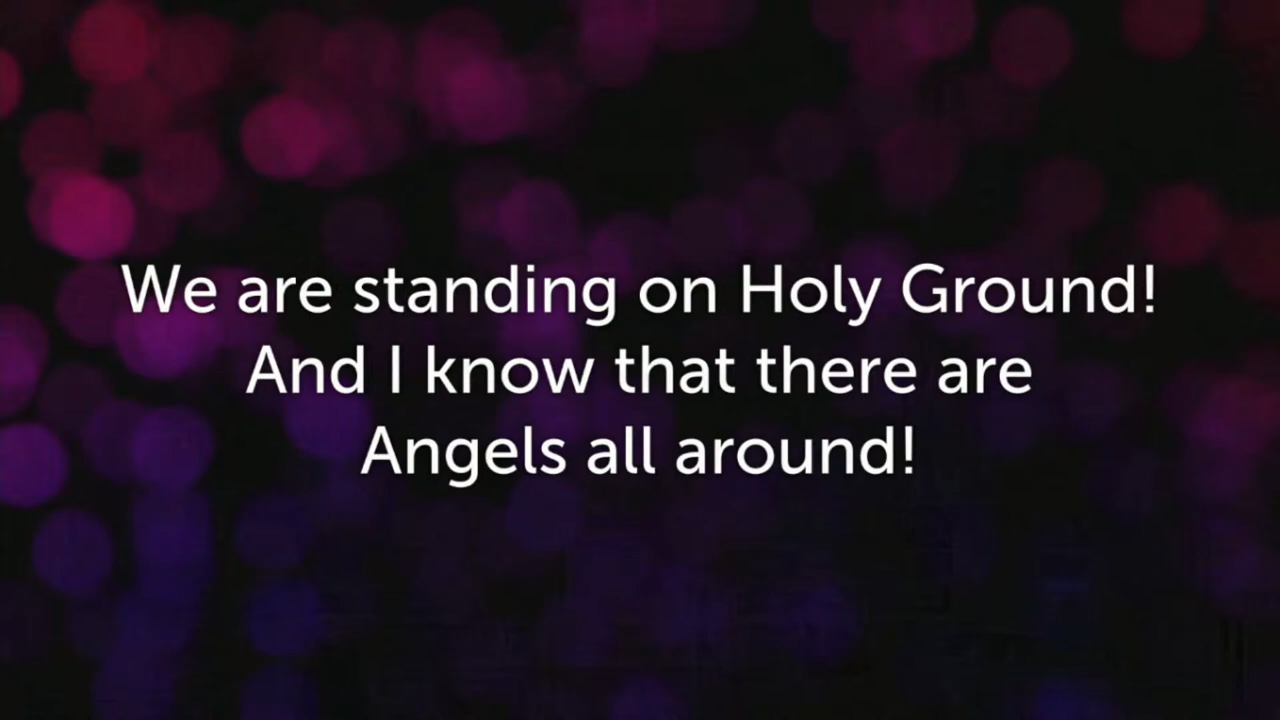 We are standing on Holy Ground!
And I know that there are
Angels all around!